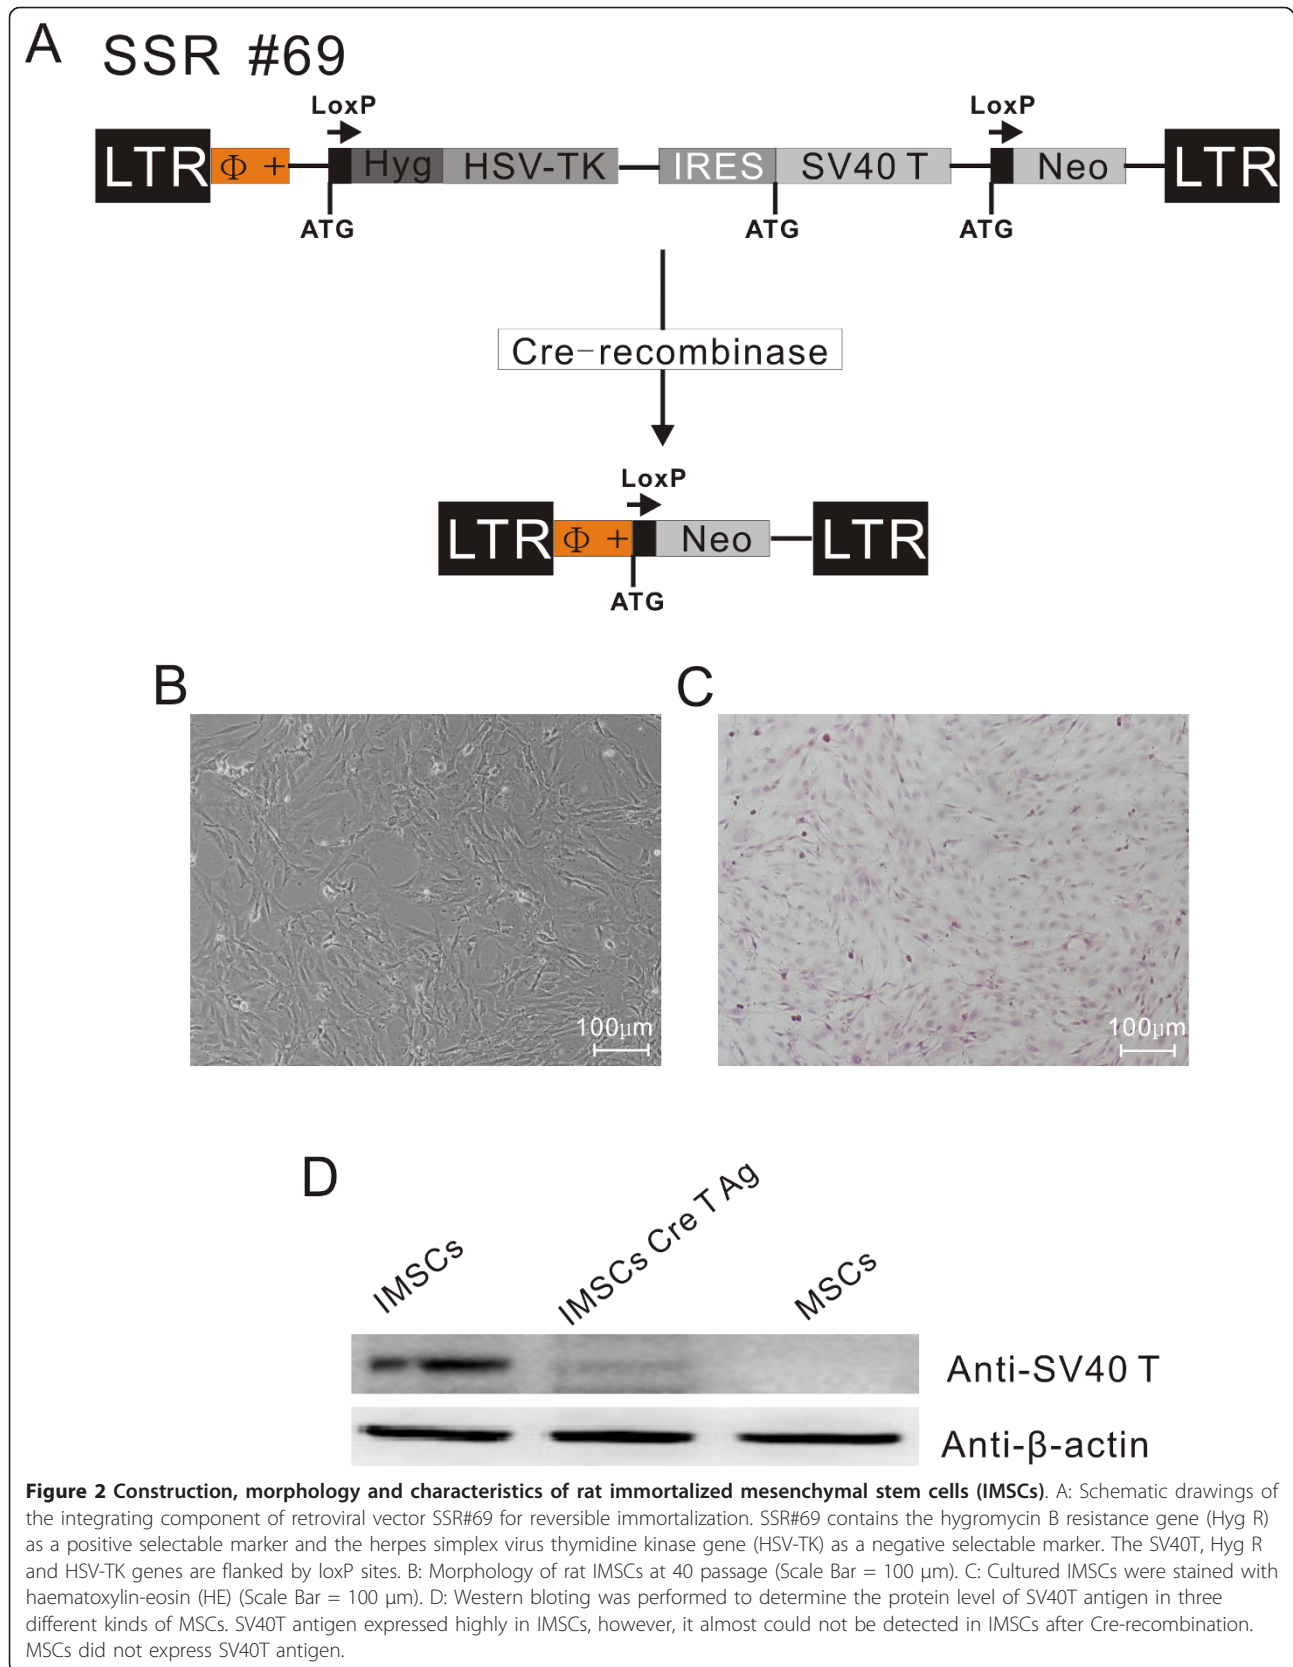 A SSR #69
LoxP LoxP
LTR Φ + Hyg HSV-TK IRES SV40 T Neo LTR
ATG ATG ATG
Cre-recombinase
LoxP
LTR Φ + Neo LTR
ATG
B C
100μm 100μm
D
IMSCs IMSCs Cre T Ag MSCs
Anti-SV40 T
Anti-β-actin
Figure 2 Construction, morphology and characteristics of rat immortalized mesenchymal stem cells (IMSCs). A: Schematic drawings of
the integrating component of retroviral vector SSR#69 for reversible immortalization. SSR#69 contains the hygromycin B resistance gene (Hyg R)
as a positive selectable marker and the herpes simplex virus thymidine kinase gene (HSV-TK) as a negative selectable marker. The SV40T, Hyg R
and HSV-TK genes are flanked by loxP sites. B: Morphology of rat IMSCs at 40 passage (Scale Bar = 100 μm). C: Cultured IMSCs were stained with
haematoxylin-eosin (HE) (Scale Bar = 100 μm). D: Western bloting was performed to determine the protein level of SV40T antigen in three
different kinds of MSCs. SV40T antigen expressed highly in IMSCs, however, it almost could not be detected in IMSCs after Cre-recombination.
MSCs did not express SV40T antigen.